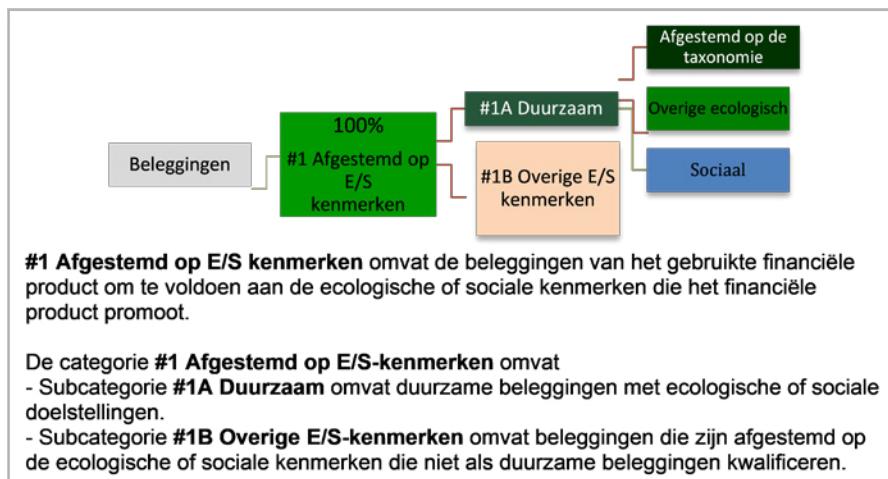 Afgestemd op de
taxonomie
#1A Duurzaam
Overige ecologisch
100%
#1 Afgestemd op
E/S
kenmerken
Beleggingen
#1B Overige E/S
kenmerken
Sociaal
#1 Afgestemd op E/S kenmerken omvat de beleggingen van het gebruikte financiële
product om te voldoen aan de ecologische of sociale kenmerken die het financiële
product promoot.
De categorie #1 Afgestemd op E/S-kenmerken omvat
- Subcategorie #1A Duurzaam omvat duurzame beleggingen met ecologische of sociale
doelstellingen.
- Subcategorie #1B Overige E/S-kenmerken omvat beleggingen die zijn afgestemd op
de ecologische of sociale kenmerken die niet als duurzame beleggingen kwalificeren.